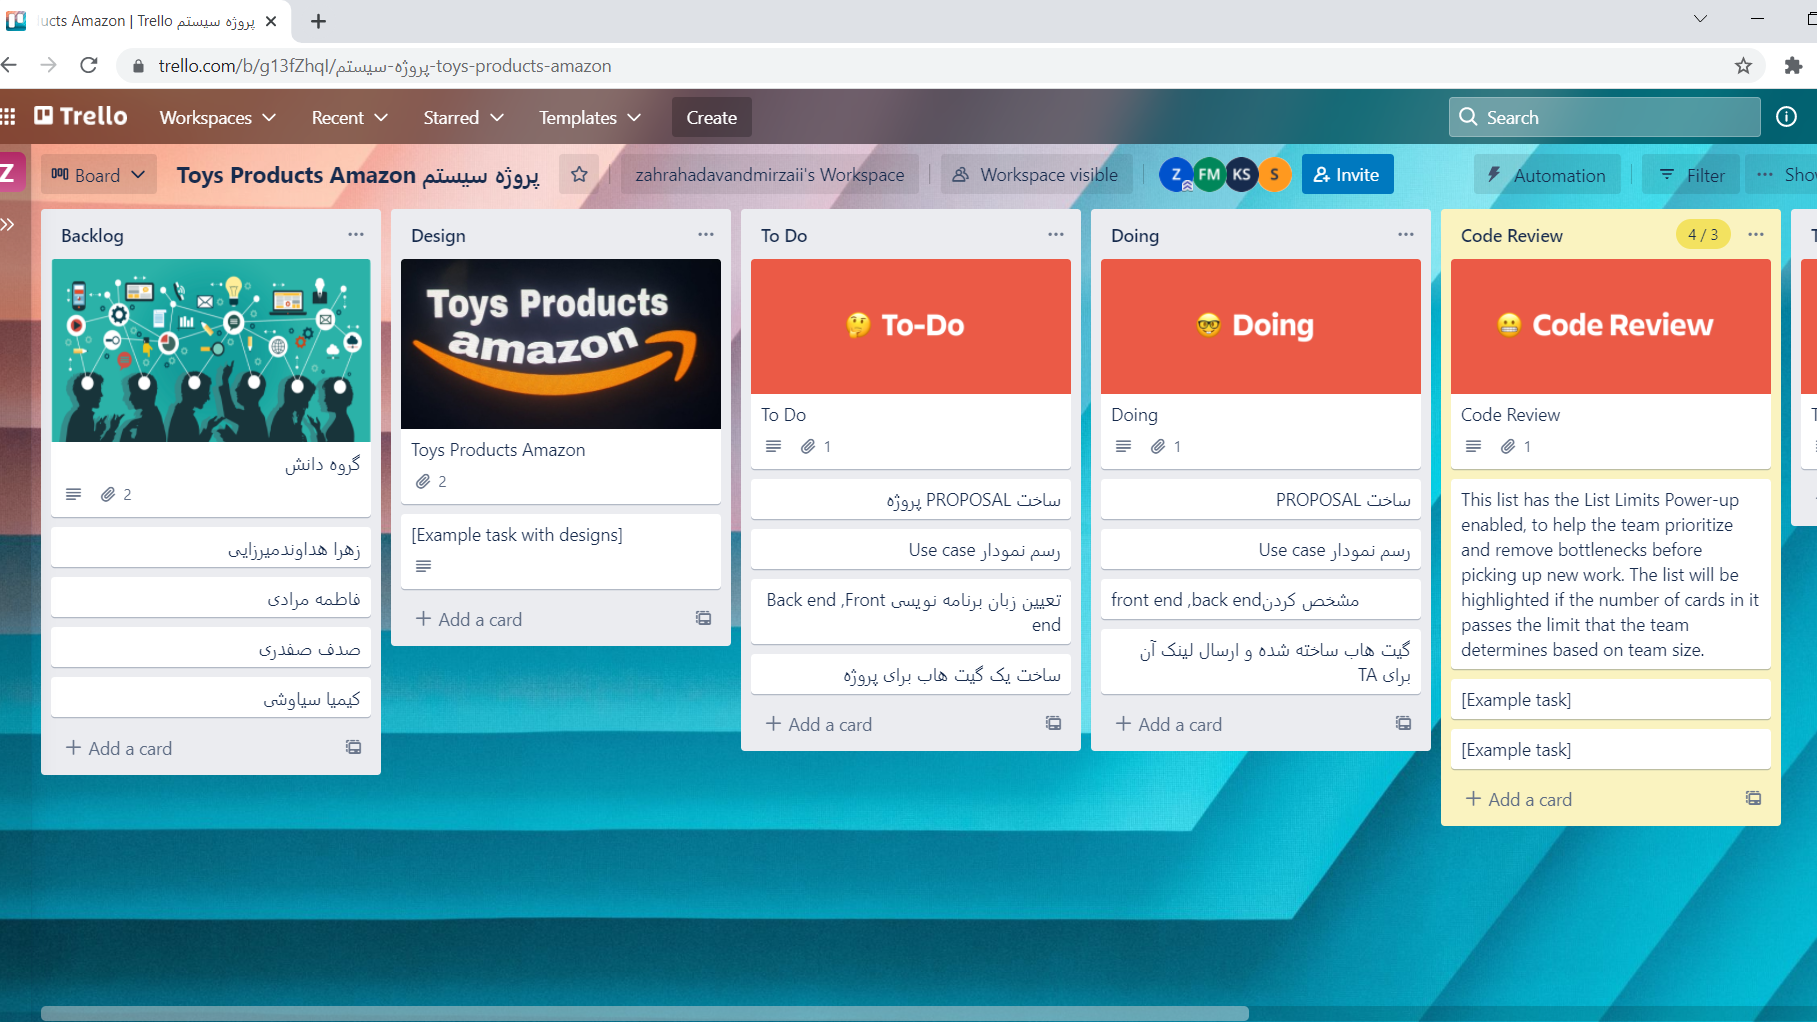 ucts Amazon | Trello پروژه سیستم
trello.com/b/g13fZhqI/پروژه-سیستم-toys-products-amazon
Trello
Workspaces
Recent
Starred
Templates
Create
Search
Z
Board
Toys Products Amazon پروژه سیستم
zahrahadavandmirzaii's Workspace
Workspace visible
Z
FM
KS
S
Invite
Automation
Filter
Backlog
گروه دانش
2
زهرا هداوندمیرزایی
فاطمه مرادی
صدف صفدری
کیمیا سیاوشی
+ Add a card
Design
Toys Products
amazon
Toys Products Amazon
2
[Example task with designs]
+ Add a card
To Do
🤔 To-Do
To Do
1
ساخت PROPOSAL پروژه
رسم نمودار Use case
تعیین زبان برنامه نویسی Back end ,Front
end
ساخت یک گیت هاب برای پروژه
+ Add a card
Doing
🤓 Doing
Doing
1
ساخت PROPOSAL
رسم نمودار Use case
front end ,back endمشخص کردن
گیت هاب ساخته شده و ارسال لینک آن
برای TA
+ Add a card
Code Review
4 / 3
😬 Code Review
Code Review
1
This list has the List Limits Power-up
enabled, to help the team prioritize
and remove bottlenecks before
picking up new work. The list will be
highlighted if the number of cards in it
passes the limit that the team
determines based on team size.
[Example task]
[Example task]
+ Add a card